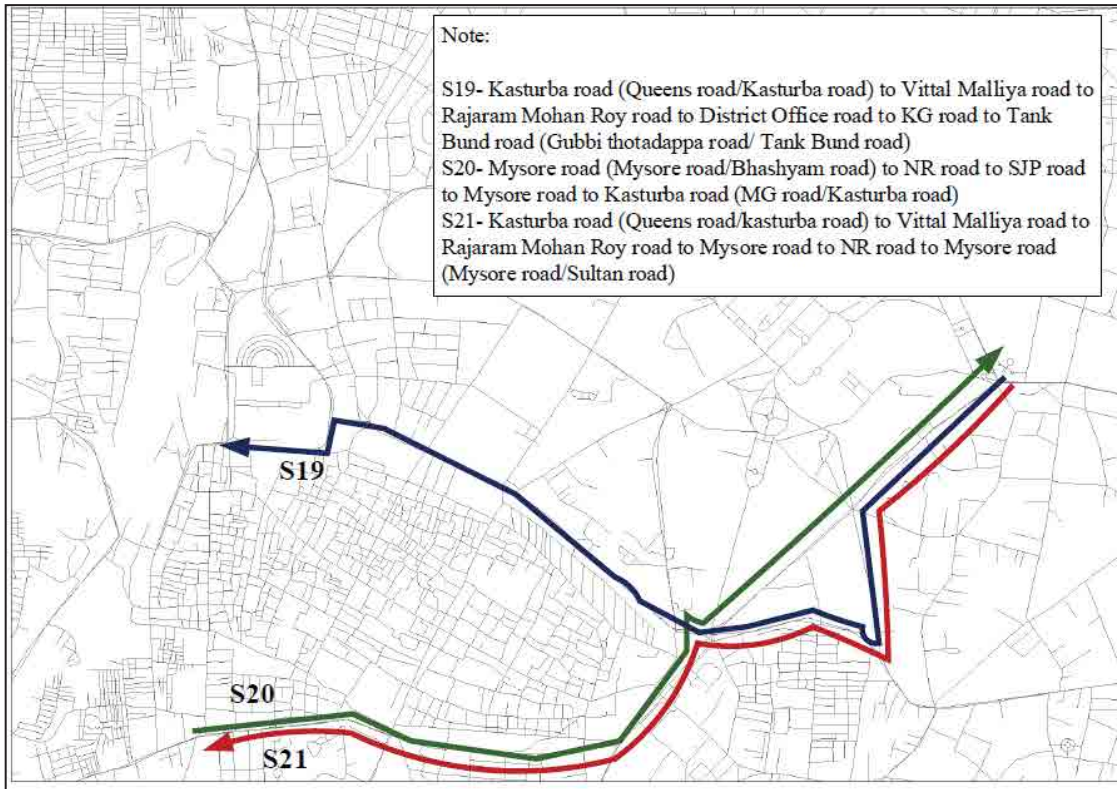 Note:
S19- Kasturba road (Queens road/Kasturba road) to Vittal Malliya road to
Rajaram Mohan Roy road to District Office road to KG road to Tank
Bund road (Gubbi thotadappa road/ Tank Bund road)
S20- Mysore road (Mysore road/Bhashyam road) to NR road to SJP road
to Mysore road to Kasturba road (MG road/Kasturba road)
S21- Kasturba road (Queens road/kasturba road) to Vittal Malliya road to
Rajaram Mohan Roy road to Mysore road to NR road to Mysore road
(Mysore road/Sultan road)
S19
S20
S21